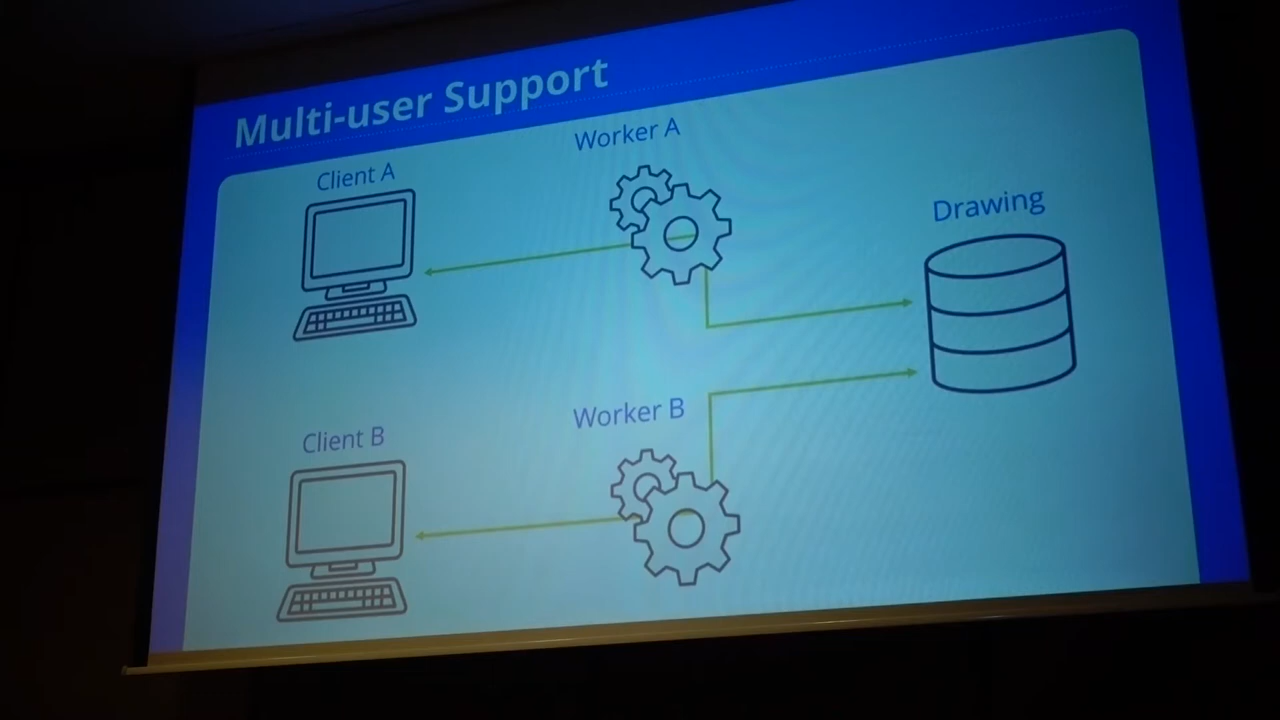 Multi-user Support
Client A
Worker A
Drawing
Client B
Worker B